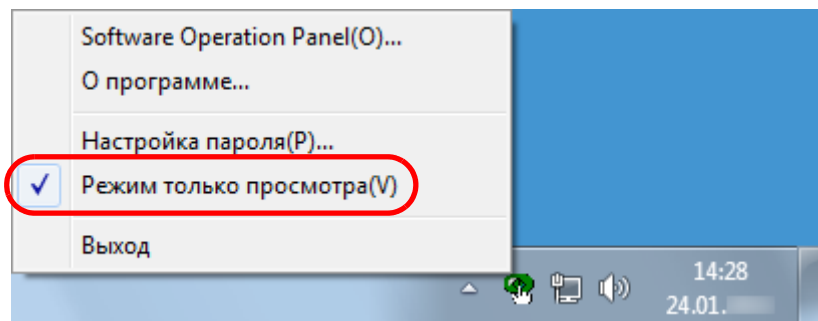 Software Operation Panel(O)...
О программе...
Настройка пароля(P)...
Режим только просмотра(V)
Выход
14:28
24.01.